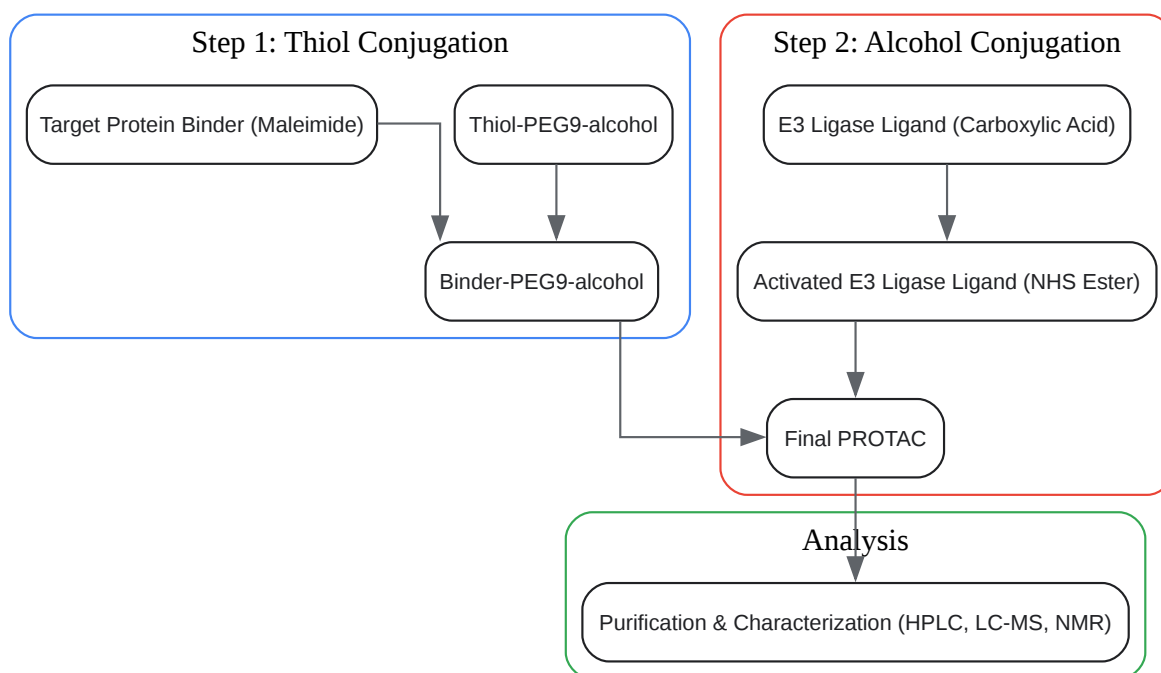 Step 1: Thiol Conjugation
Target Protein Binder (Maleimide)
Thiol-PEG9-alcohol
Binder-PEG9-alcohol
Step 2: Alcohol Conjugation
E3 Ligase Ligand (Carboxylic Acid)
Activated E3 Ligase Ligand (NHS Ester)
Final PROTAC
Analysis
Purification & Characterization (HPLC, LC-MS, NMR)